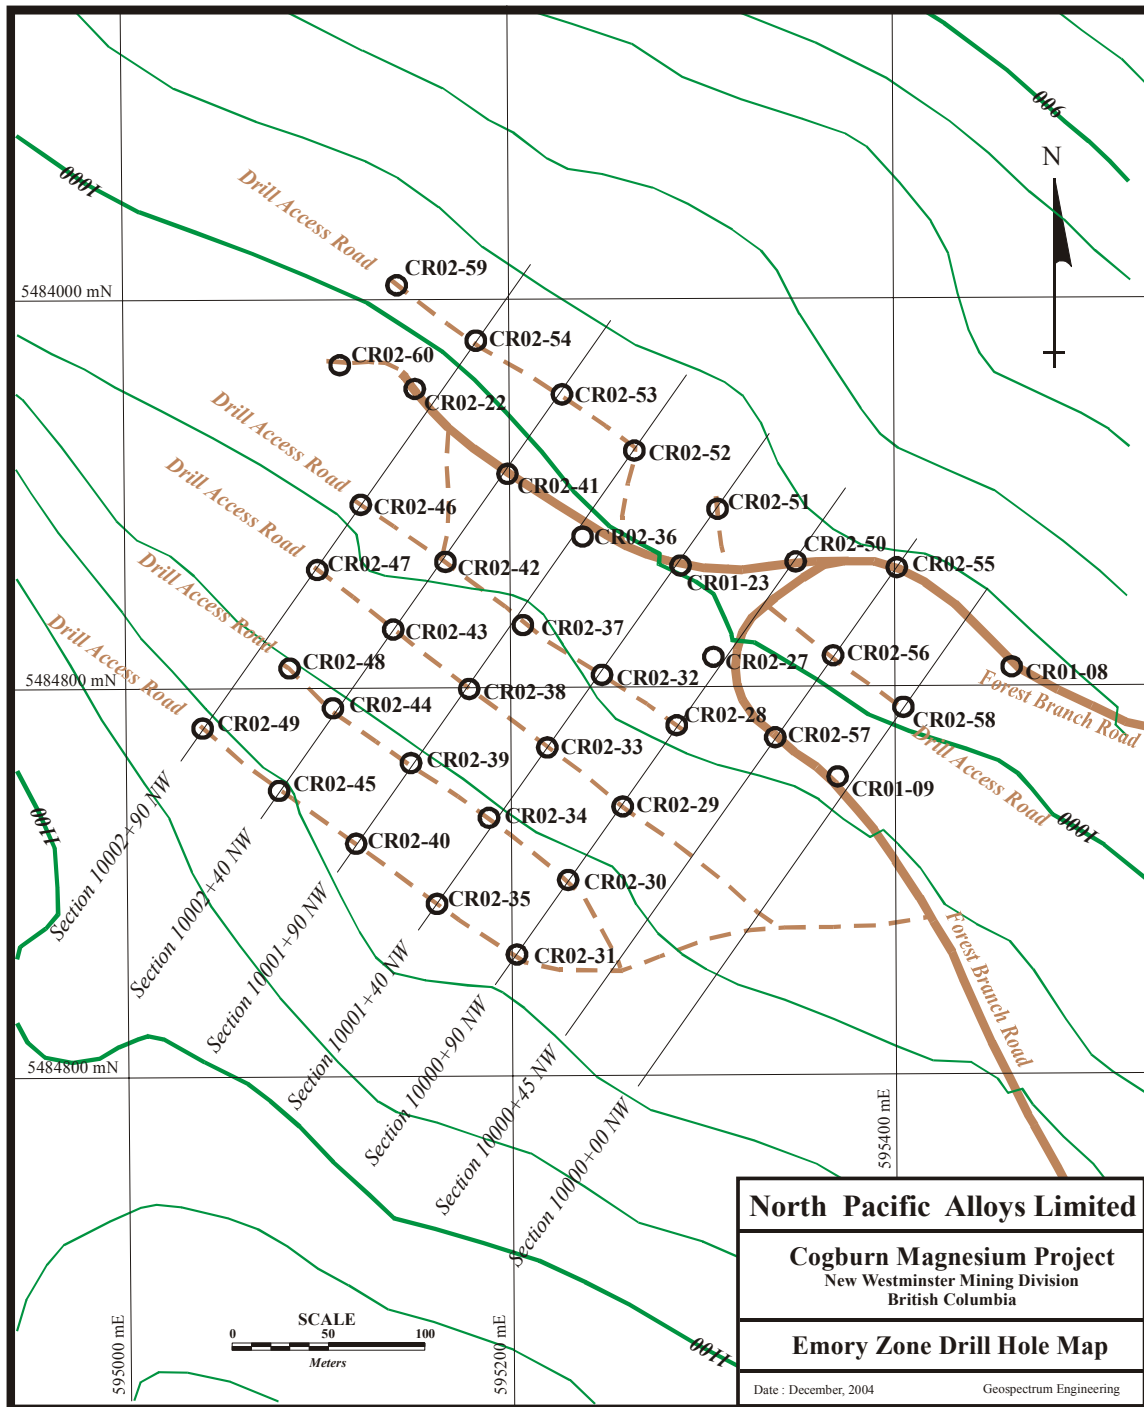 900
1000
N
Drill Access Road
CR02-59
5484000 mN
CR02-54
CR02-60
CR02-22
CR02-53
Drill Access Road
CR02-52
Drill Access Road
CR02-46
CR02-41
CR02-51
CR02-36
CR02-50
Drill Access Road
CR02-47
CR02-42
CR01-23
CR02-55
Drill Access Road
CR02-43
CR02-37
CR02-48
CR02-32
CR02-27
CR02-56
CR01-08
5484800 mN
CR02-38
Forest Branch Road
CR02-44
CR02-49
CR02-28
CR02-58
CR02-33
CR02-57
Drill Access Road
CR02-39
CR02-45
CR01-09
CR02-29
CR02-34
1100
1000
CR02-40
CR02-30
CR02-35
CR02-31
Forest Branch Road
Section 10002+90 NW
Section 10002+40 NW
Section 10001+90 NW
Section 10001+40 NW
Section 10000+90 NW
Section 10000+45 NW
Section 10000+00 NW
5484800 mN
595400 mE
595000 mE
595200 mE
1100
SCALE
0 50 100
Meters
North Pacific Alloys Limited
Cogburn Magnesium Project
New Westminster Mining Division
British Columbia
Emory Zone Drill Hole Map
Date : December, 2004 Geospectrum Engineering